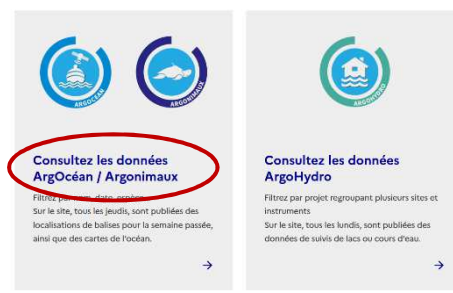 ARGOCEAN
ARGONIMAUX
Consultez les données
ArgOcéan / Argonimaux
Filtrez par nom, date, espèce
Sur le site, tous les jeudis, sont publiées des
localisations de balises pour la semaine passée,
ainsi que des cartes de l'océan.
→
ARGOHYDRO
Consultez les données
ArgoHydro
Filtrez par projet regroupant plusieurs sites et
instruments
Sur le site, tous les lundis, sont publiées des
données de suivis de lacs ou cours d'eau.
→